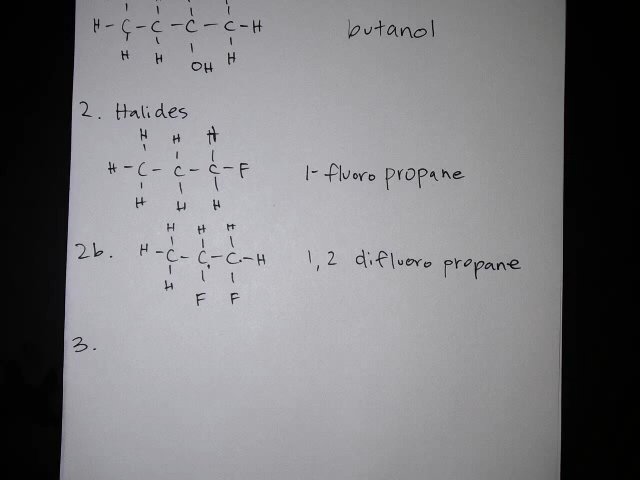 H - C - C - C - C - H butanol
H H OH H
2. Halides
H H H
H - C - C - C - F 1-fluoro propane
H H H
H H H
2b. H - C - C - C - H 1,2 difluoro propane
H F F
3.